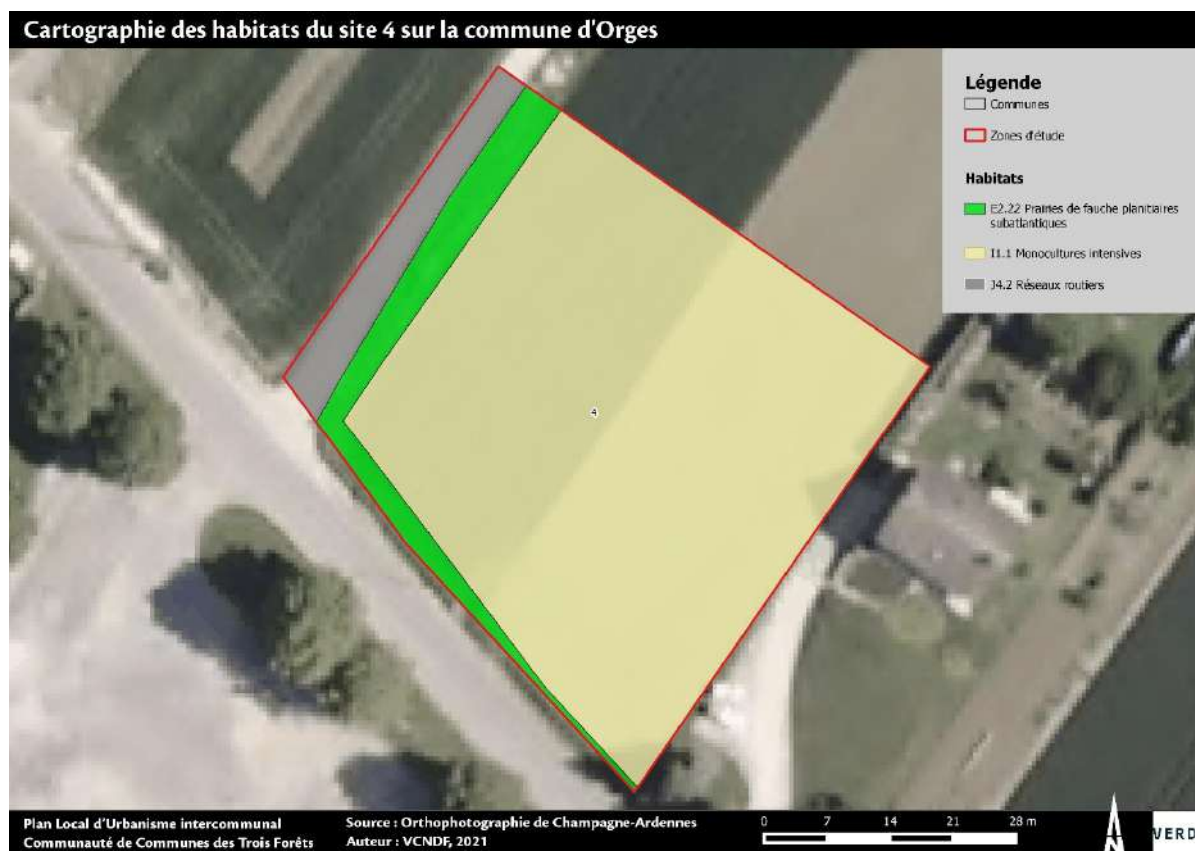 Cartographie des habitats du site 4 sur la commune d'Orges
Légende
Communes
Zones d'étude
Habitats
E2.22 Prairies de fauche planitiaires
subatlantiques
I1.1 Monocultures intensives
J4.2 Réseaux routiers
4
Plan Local d'Urbanisme intercommunal
Communauté de Communes des Trois Forêts
Source : Orthophotographie de Champagne-Ardennes
Auteur : VCNDF, 2021
0 7 14 21 28 m
N
VERD